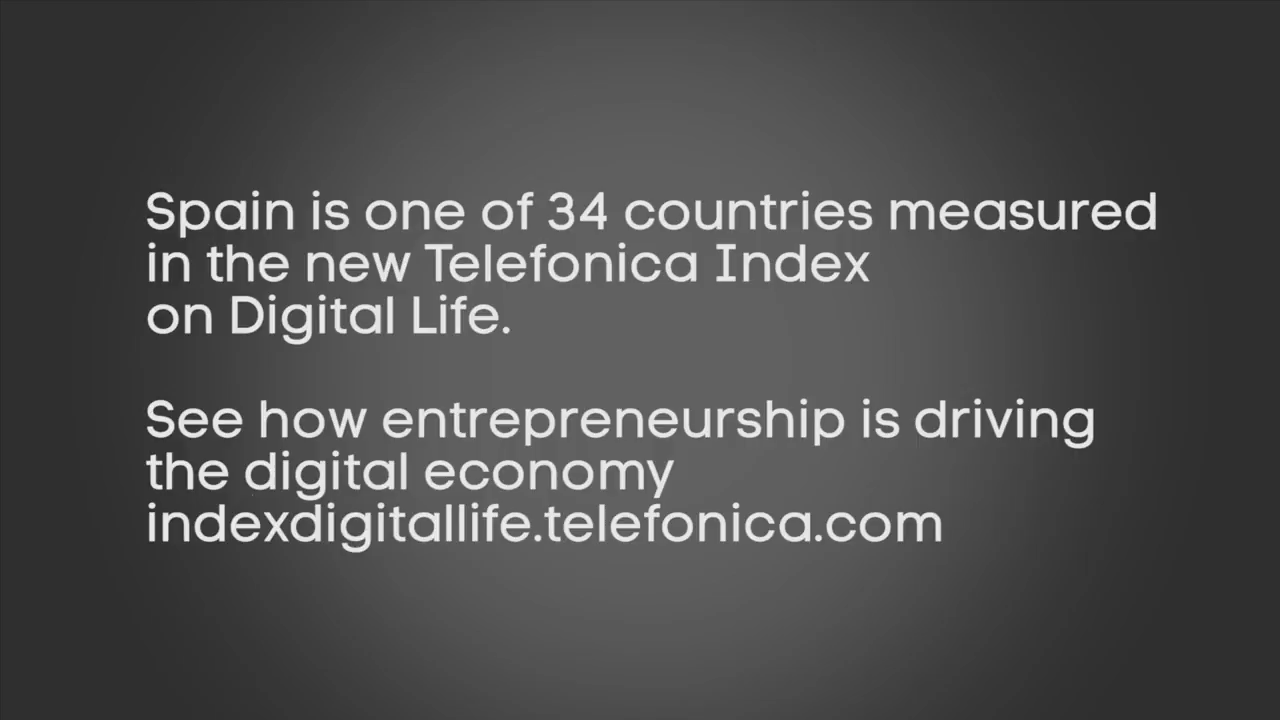 Spain is one of 34 countries measured
in the new Telefonica Index
on Digital Life.
See how entrepreneurship is driving
the digital economy
indexdigitallife.telefonica.com